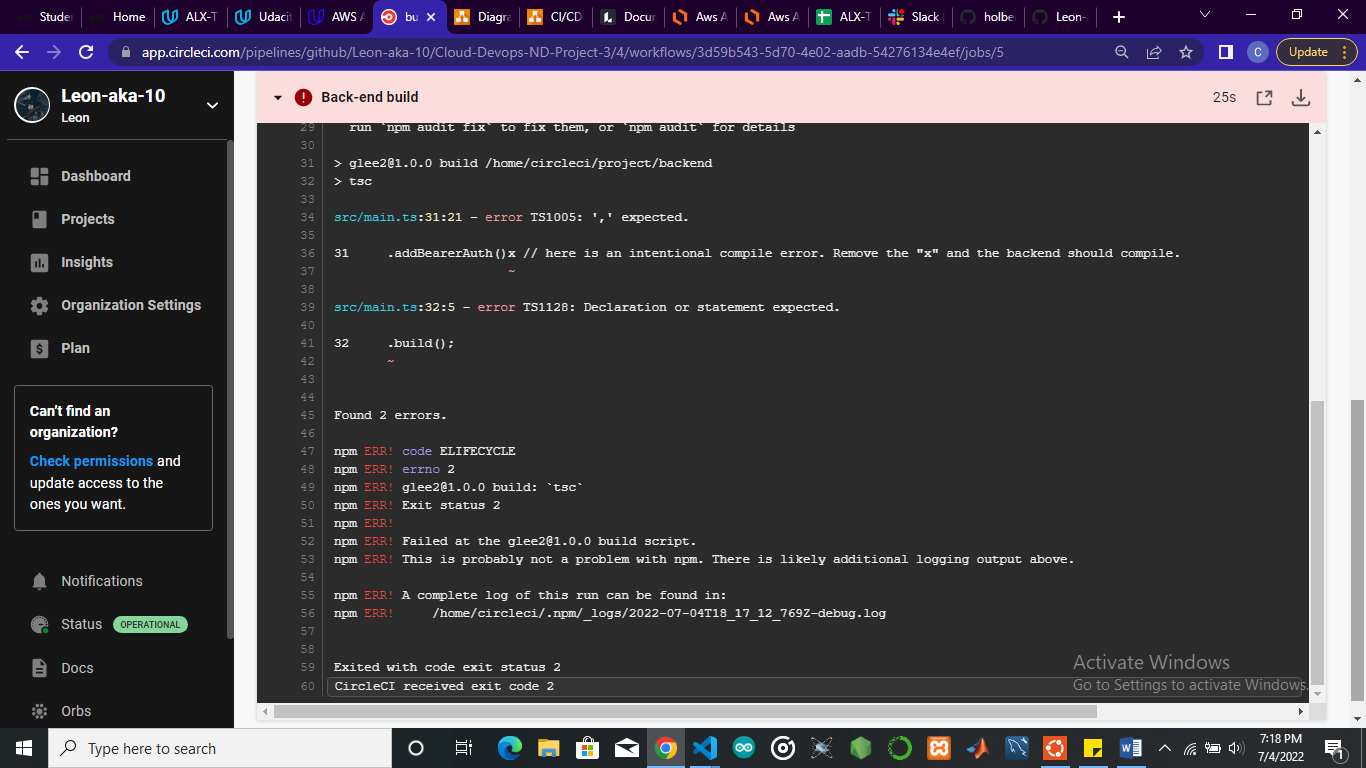 Studer
Home
ALX-T
Udacit
AWS A
bu
Diagra
CI/CD
Docur
Aws A
Aws A
ALX-T
Slack
holbe
Leon-
app.circleci.com/pipelines/github/Leon-aka-10/Cloud-Devops-ND-Project-3/4/workflows/3d59b543-5d70-4e02-aadb-54276134e4ef/jobs/5
C
Update
Leon-aka-10
Leon
Dashboard
Projects
Insights
Organization Settings
Plan
Can't find an
organization?
Check permissions and
update access to the
ones you want.
Notifications
Status OPERATIONAL
Docs
Orbs
Back-end build
25s
29 run `npm audit fix` to fix them, or `npm audit` for details
30
31 > glee2@1.0.0 build /home/circleci/project/backend
32 > tsc
33
34 src/main.ts:31:21 - error TS1005: ',' expected.
35
36 31 .addBearerAuth()x // here is an intentional compile error. Remove the "x" and the backend should compile.
37 ~
38
39 src/main.ts:32:5 - error TS1128: Declaration or statement expected.
40
41 32 .build();
42 ~
43
44
45 Found 2 errors.
46
47 npm ERR! code ELIFECYCLE
48 npm ERR! errno 2
49 npm ERR! glee2@1.0.0 build: `tsc`
50 npm ERR! Exit status 2
51 npm ERR!
52 npm ERR! Failed at the glee2@1.0.0 build script.
53 npm ERR! This is probably not a problem with npm. There is likely additional logging output above.
54
55 npm ERR! A complete log of this run can be found in:
56 npm ERR! /home/circleci/.npm/_logs/2022-07-04T18_17_12_769Z-debug.log
57
58
59 Exited with code exit status 2
60 CircleCI received exit code 2
Activate Windows
Go to Settings to activate Windows.
Type here to search
7:18 PM
7/4/2022
1